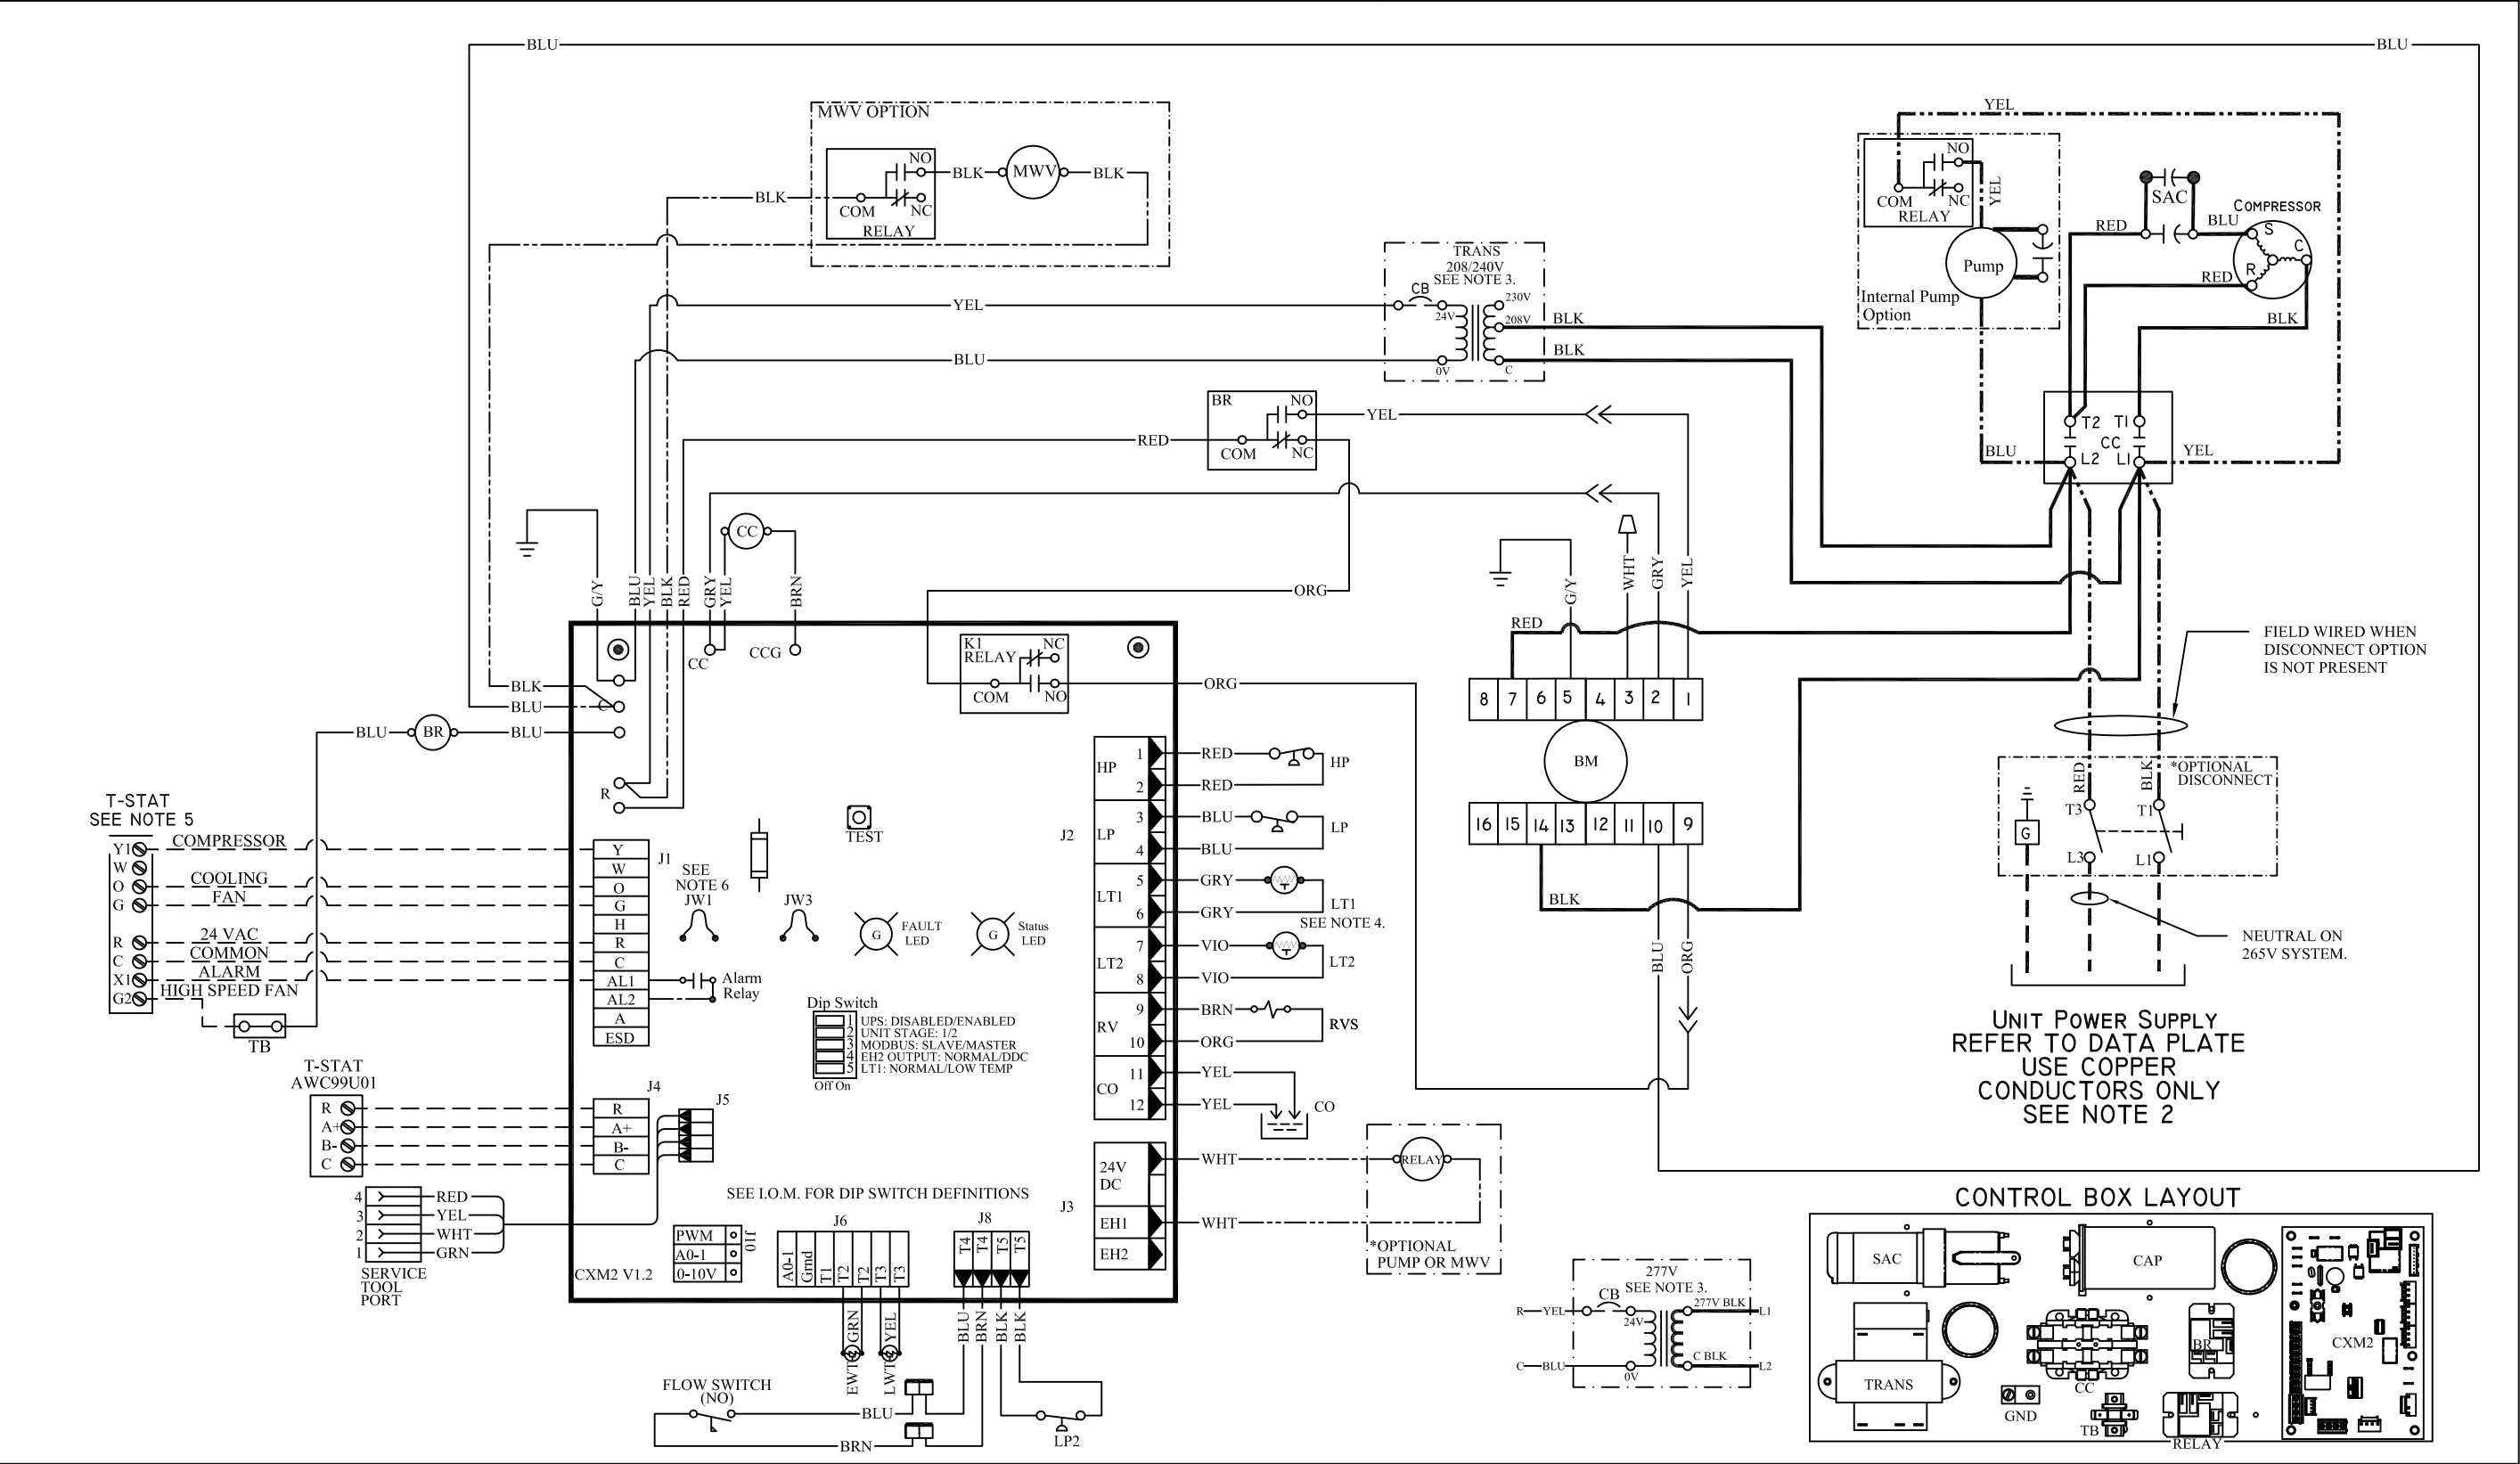 BLU
BLU
MWV OPTION
NO
BLK
MWV
BLK
BLK
COM
NC
RELAY
YEL
NO
COM
NC
RELAY
YEL
Pump
Internal Pump
Option
SAC
RED
BLU
COMPRESSOR
S
C
R
RED
BLK
TRANS
208/240V
SEE NOTE 3.
CB
230V
24V
208V
BLK
YEL
BLK
BLU
0V
C
BR
NO
YEL
RED
COM
NC
T2
T1
CC
BLU
L2
L1
YEL
CC
G/Y
BLU
YEL
BLK
RED
GRY
YEL
BRN
ORG
G/Y
WHT
GRY
YEL
RED
FIELD WIRED WHEN
DISCONNECT OPTION
IS NOT PRESENT
CC
CCG
K1
RELAY
NC
COM
NO
ORG
BLK
BLU
C
BLU
BR
BLU
R
8
7
6
5
4
3
2
1
BM
16
15
14
13
12
11
10
9
BLK
BLU
ORG
RED
BLK
*OPTIONAL
DISCONNECT
T3
T1
G
L3
L1
NEUTRAL ON
265V SYSTEM.
UNIT POWER SUPPLY
REFER TO DATA PLATE
USE COPPER
CONDUCTORS ONLY
SEE NOTE 2
T-STAT
SEE NOTE 5
Y1
COMPRESSOR
W
O
COOLING
G
FAN
R
24 VAC
C
COMMON
X1
ALARM
G2
HIGH SPEED FAN
TB
J1
Y
W
O
G
H
R
C
AL1
AL2
A
ESD
Alarm
Relay
SEE
NOTE 6
JW1
JW3
TEST
G
FAULT
LED
G
Status
LED
Dip Switch
1 UPS: DISABLED/ENABLED
2 UNIT STAGE: 1/2
3 MODBUS: SLAVE/MASTER
4 EH2 OUTPUT: NORMAL/DDC
5 LT1: NORMAL/LOW TEMP
Off On
J2
HP
1
RED
HP
2
RED
LP
3
BLU
LP
4
BLU
LT1
5
GRY
LT1
6
GRY
SEE NOTE 4.
LT2
7
VIO
LT2
8
VIO
RV
9
BRN
RVS
10
ORG
CO
11
YEL
12
YEL
CO
J3
24V
DC
WHT
RELAY
EH1
WHT
EH2
*OPTIONAL
PUMP OR MWV
T-STAT
AWC99U01
R
A+
B-
C
J4
R
A+
B-
C
J5
4
RED
3
YEL
2
WHT
1
GRN
SERVICE
TOOL
PORT
SEE I.O.M. FOR DIP SWITCH DEFINITIONS
CXM2 V1.2
PWM
A0-1
0-10V
J10
J6
A0-1
Grnd
T1
T2
T2
T3
T3
J8
T4
T4
T5
T5
GRN
YEL
BLU
BRN
BLK
BLK
EWT
LWT
FLOW SWITCH
(NO)
BLU
BRN
LP2
277V
SEE NOTE 3.
R
YEL
CB
24V
277V BLK
L1
C
BLU
0V
C BLK
L2
CONTROL BOX LAYOUT
SAC
CAP
TRANS
CC
BR
CXM2
GND
TB
RELAY